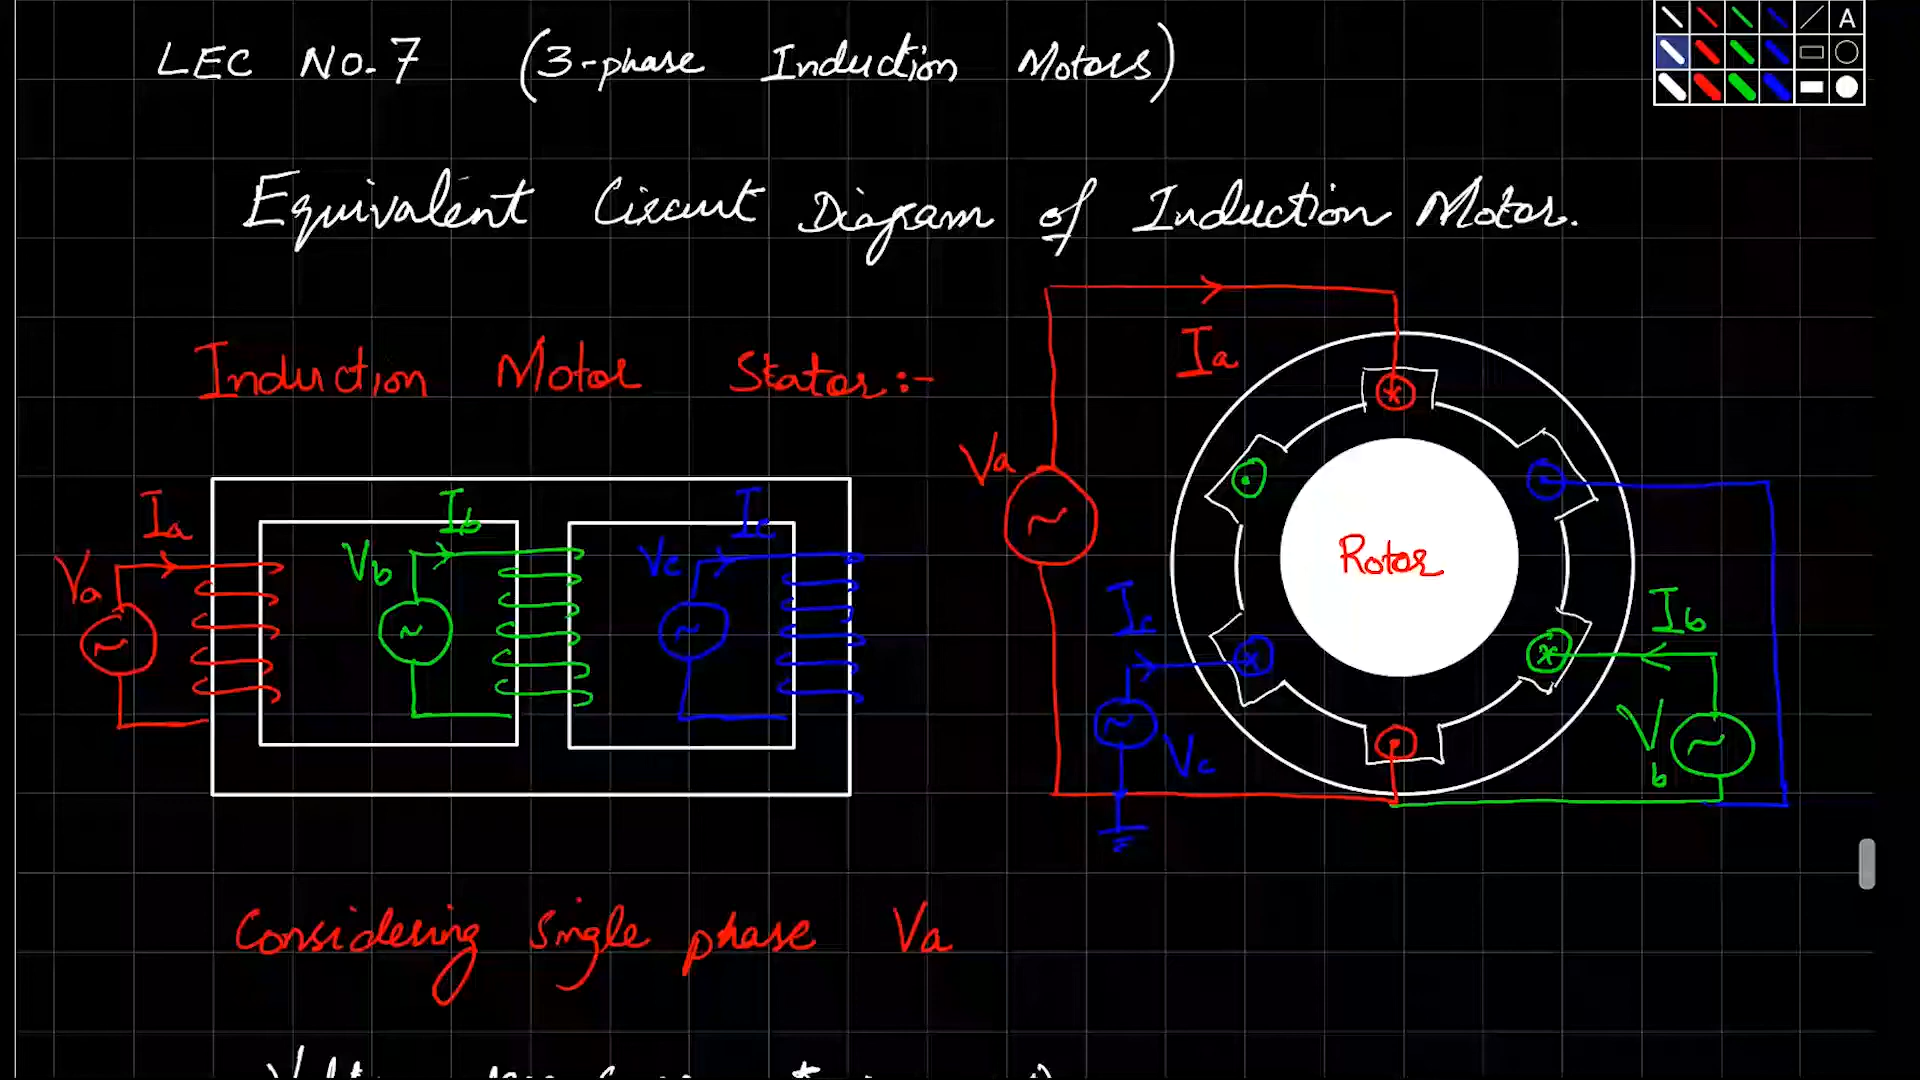 LEC NO.7 (3-phase Induction Motors)
Equivalent Circuit Diagram of Induction Motor.
Induction Motor Stator:-
Ia
Va
Ib
Vb
Ic
Vc
Ia
Va
Rotor
Ic
Vc
Ib
Vb
Considering single phase Va
A